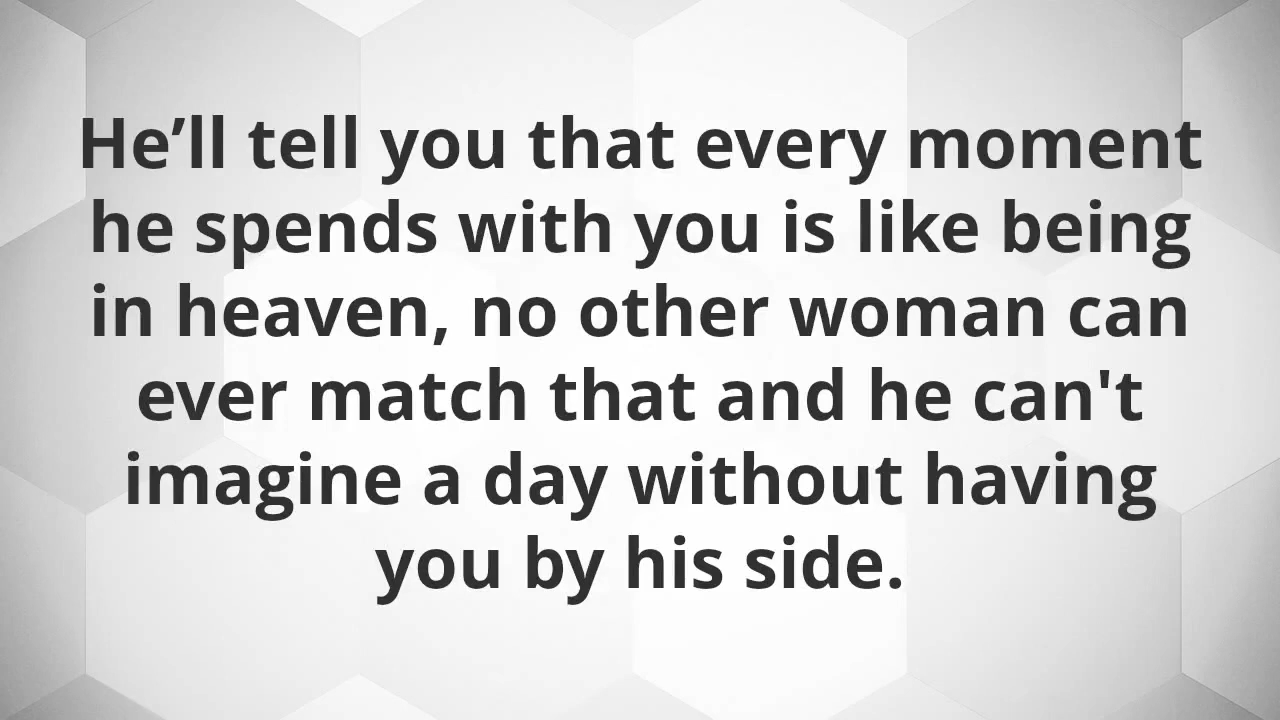 He’ll tell you that every moment
he spends with you is like being
in heaven, no other woman can
ever match that and he can't
imagine a day without having
you by his side.